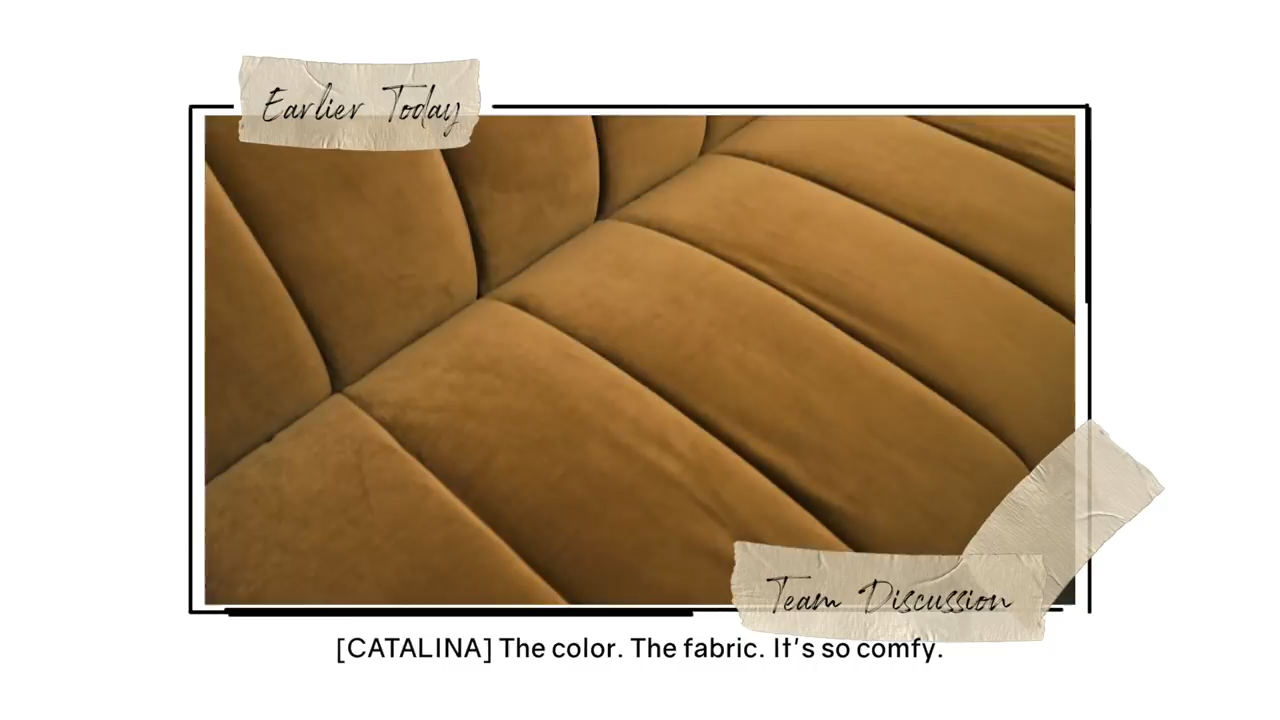 Earlier Today
Team Discussion
[CATALINA] The color. The fabric. It's so comfy.